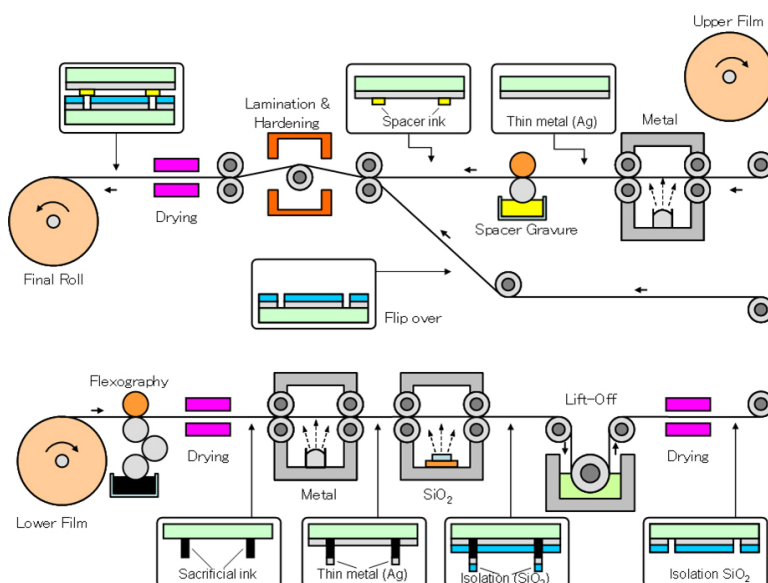 Upper Film
Lamination &
Hardening
Spacer ink
Thin metal (Ag)
Metal
Drying
Spacer Gravure
Final Roll
Flip over
Flexography
Lift-Off
Drying
Metal
SiO₂
Drying
Lower Film
Sacrificial ink
Thin metal (Ag)
Isolation (SiO₂)
Isolation (SiO₂)